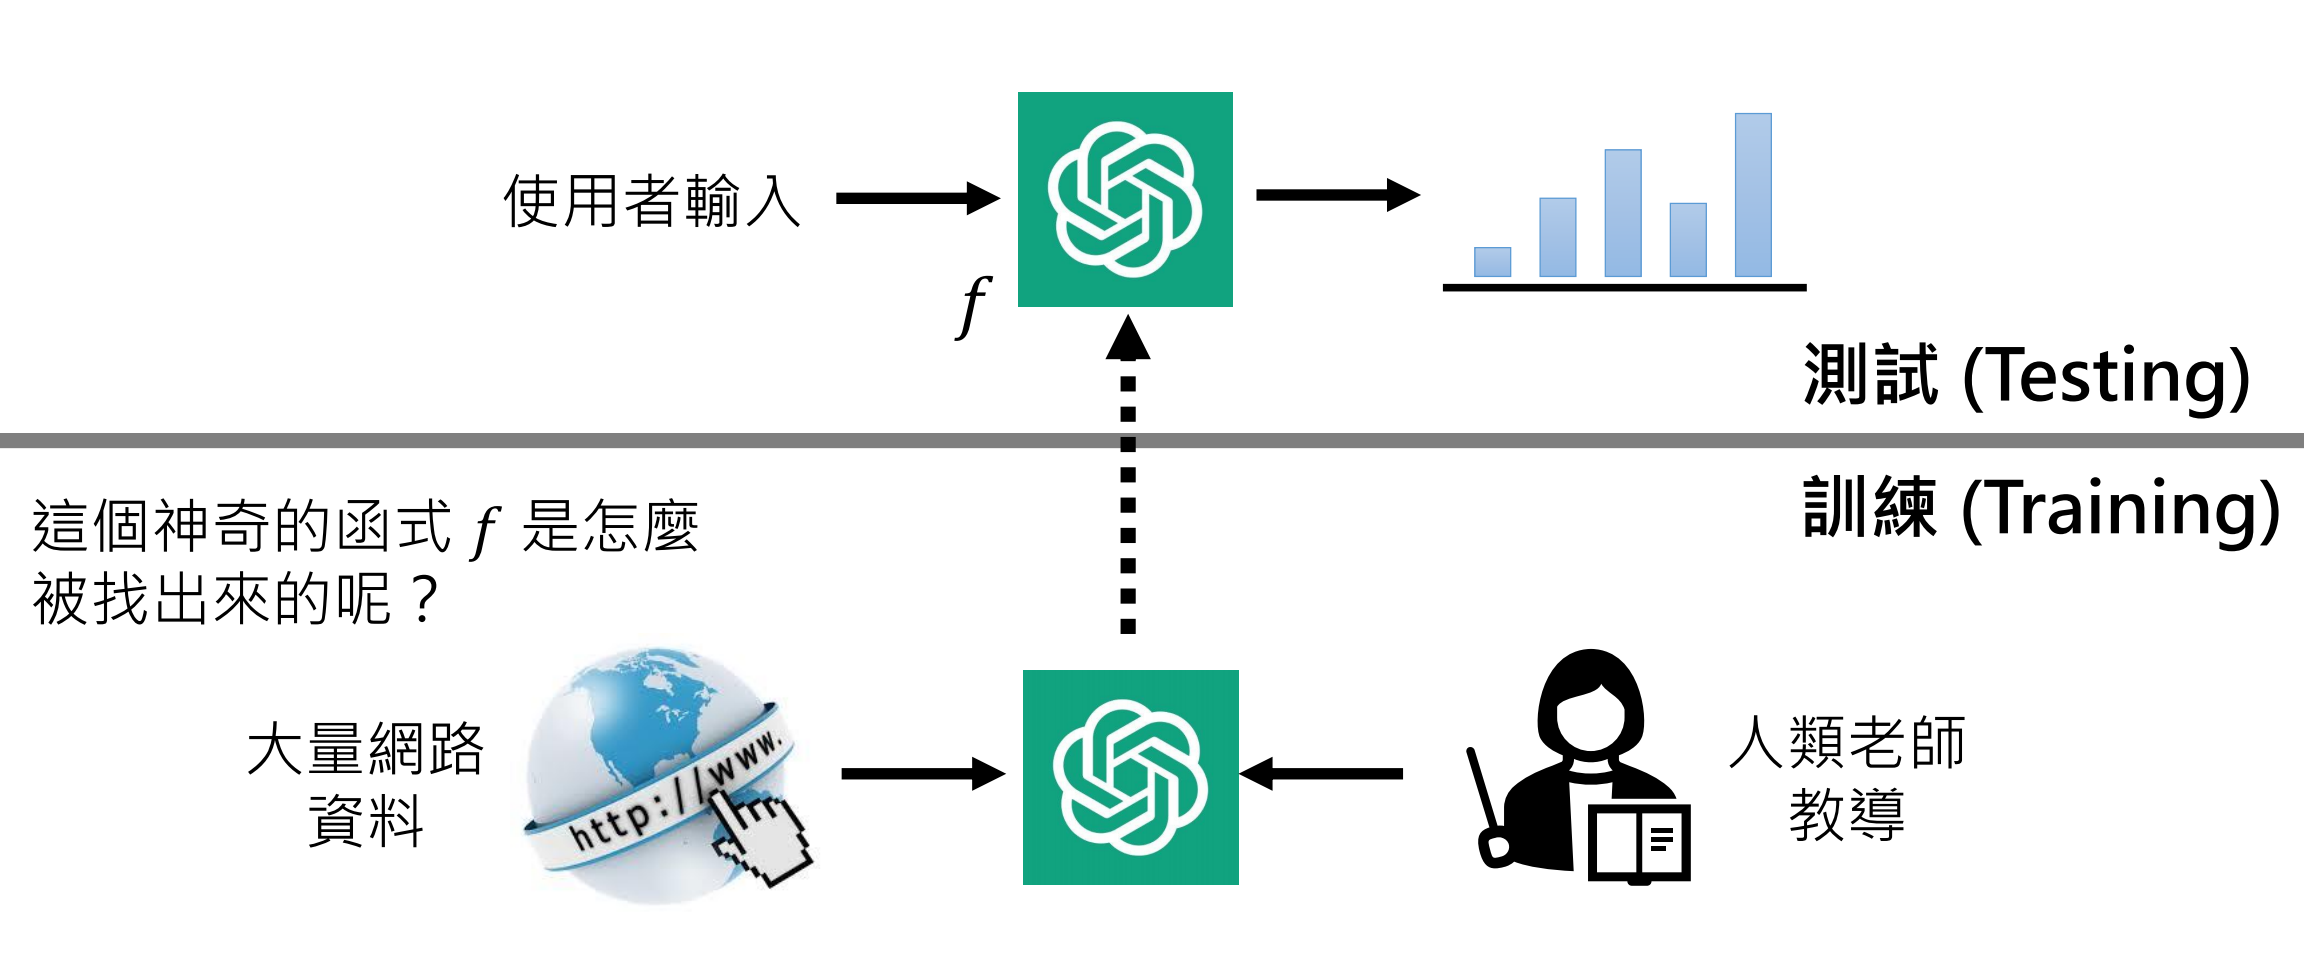 使用者輸入
f
測試 (Testing)
訓練 (Training)
這個神奇的函式 f 是怎麼
被找出來的呢？
大量網路
資料
http://www.
人類老師
教導